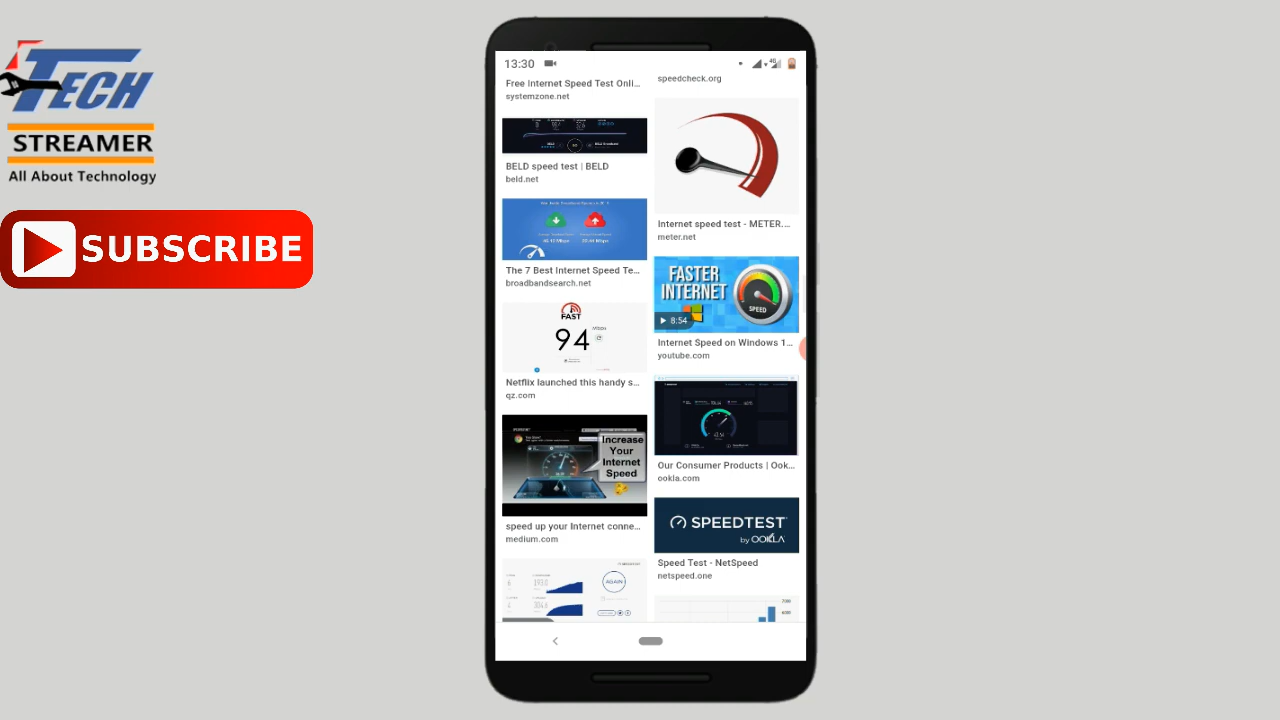 TECH
STREAMER
All About Technology
SUBSCRIBE
13:30
4G
Free Internet Speed Test Onli...
systemzone.net
BELD speed test | BELD
beld.net
The 7 Best Internet Speed Te...
broadbandsearch.net
FAST
94
Netflix launched this handy s...
qz.com
Increase
Your
Internet
Speed
speed up your Internet conne...
medium.com
AGAIN
speedcheck.org
Internet speed test - METER....
meter.net
FASTER
INTERNET
SPEED
8:54
Internet Speed on Windows 1...
youtube.com
Our Consumer Products | Ook...
ookla.com
SPEEDTEST
by OOKLA
Speed Test - NetSpeed
netspeed.one
7000
6000